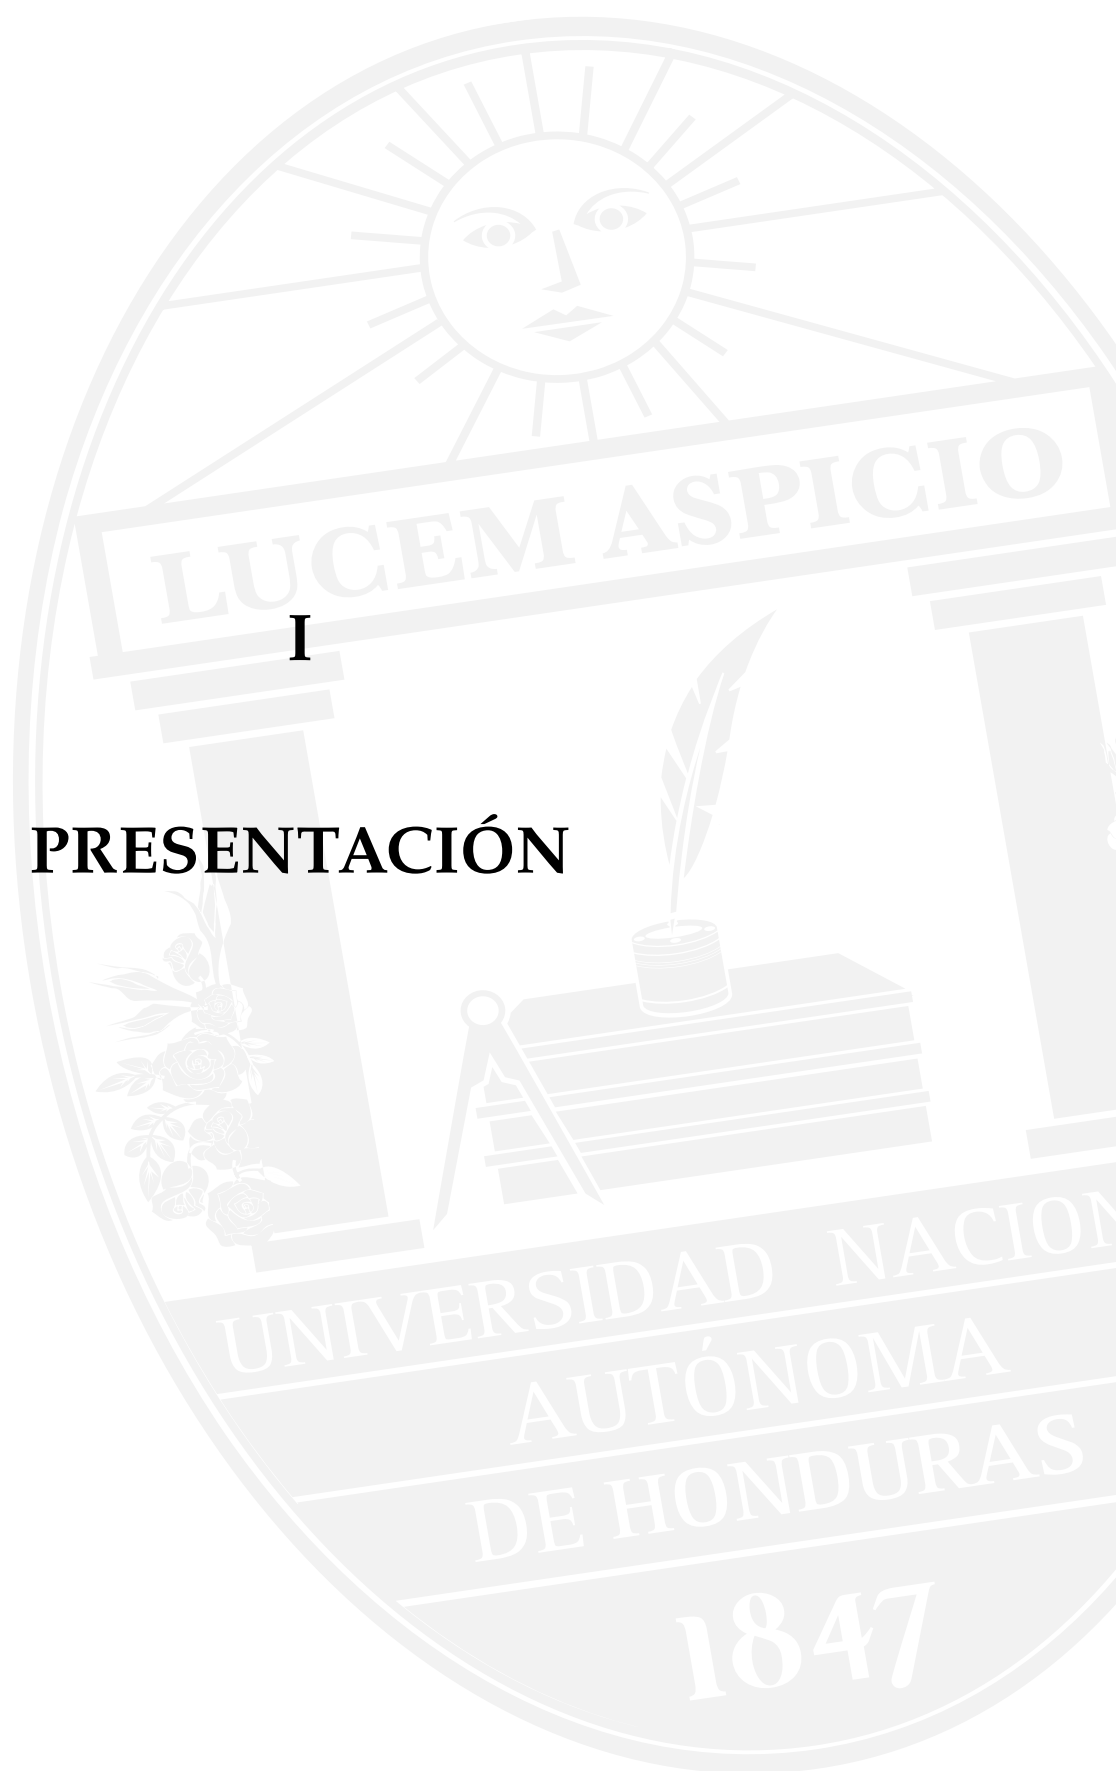 LUCEM ASPICIO
I
PRESENTACIÓN
UNIVERSIDAD NACION
AUTÓNOMA
DE HONDURAS
1847